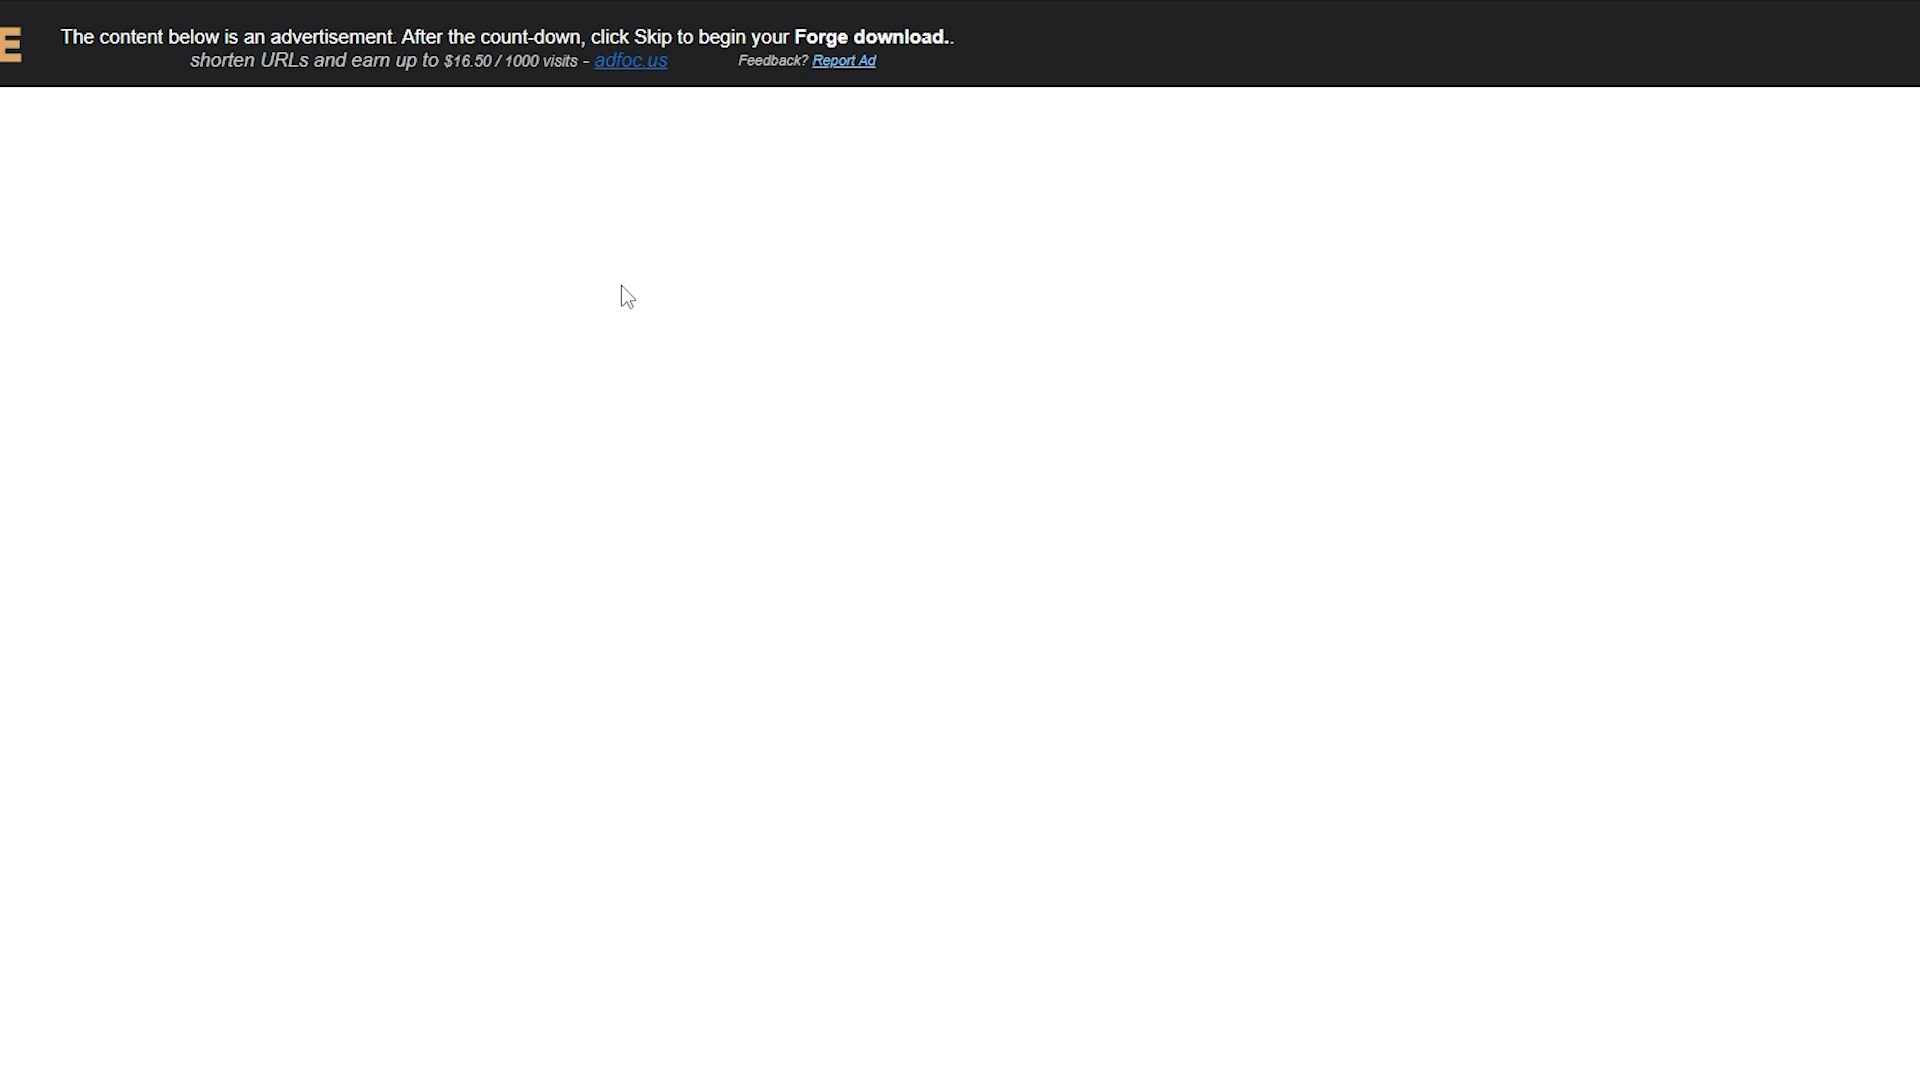 E
The content below is an advertisement. After the count-down, click Skip to begin your Forge download..
shorten URLs and earn up to $16.50 / 1000 visits - adfoc.us
Feedback? Report Ad